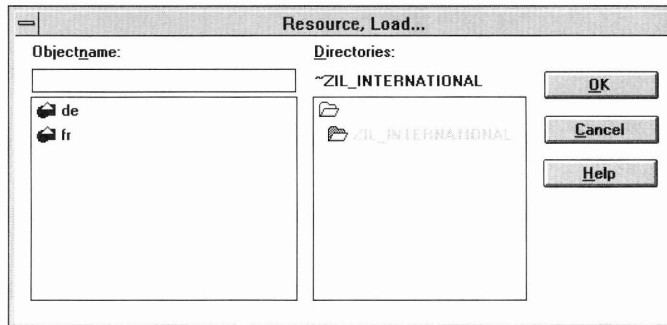 Resource, Load...
Objectname:
de
fr
Directories:
~ZIL_INTERNATIONAL
ZIL_INTERNATIONAL
OK
Cancel
Help